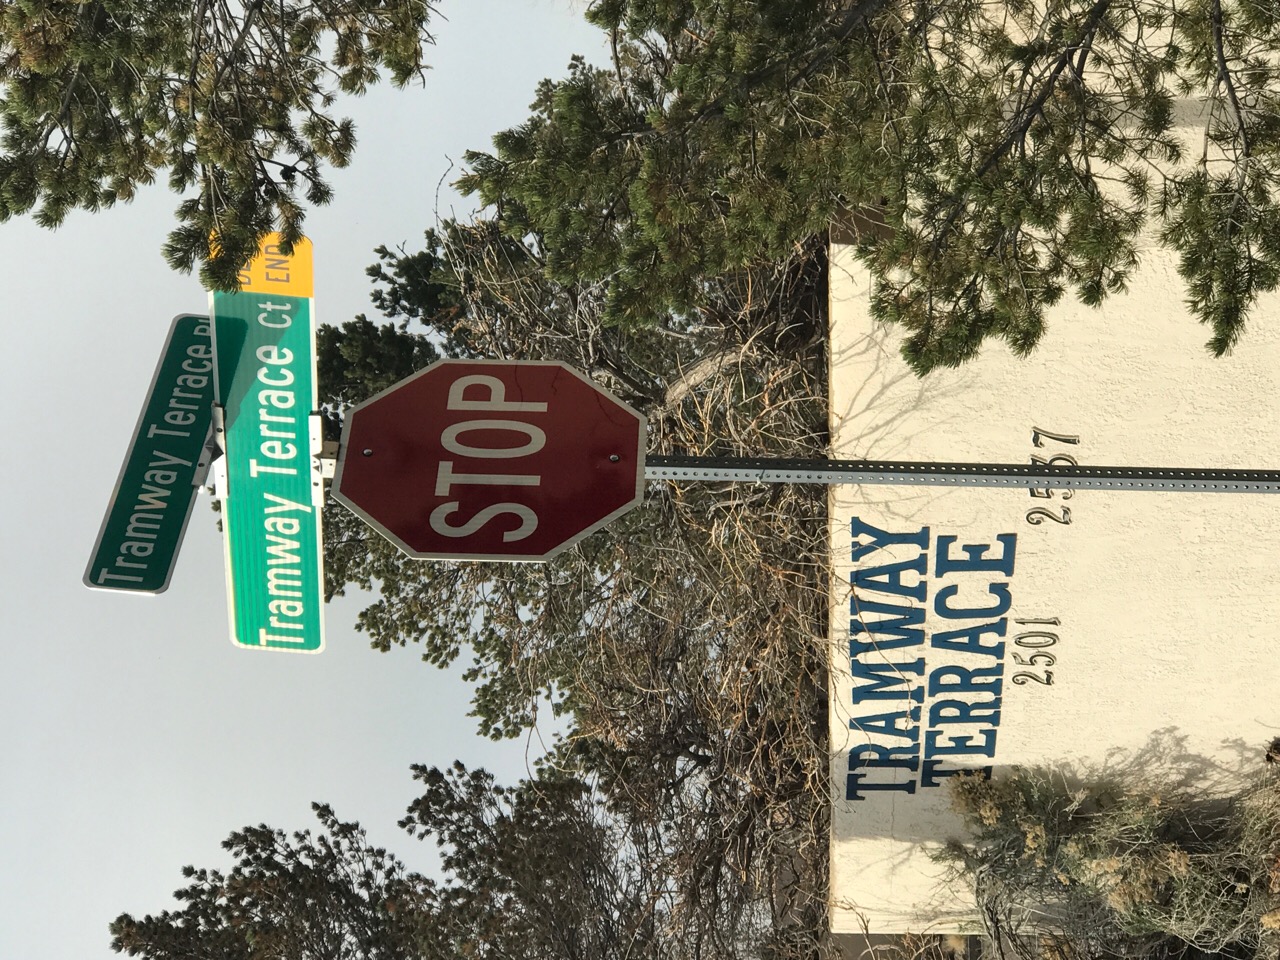 Tramway Terrace
Tramway Terrace Ct
END
STOP
TRAMWAY
TERRACE
2501
2537